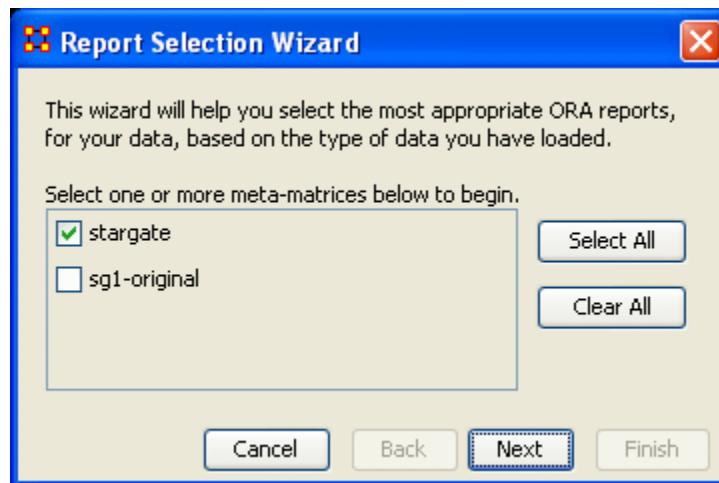 Report Selection Wizard
This wizard will help you select the most appropriate ORA reports,
for your data, based on the type of data you have loaded.
Select one or more meta-matrices below to begin.
stargate
Select All
sg1-original
Clear All
Cancel Back Next Finish